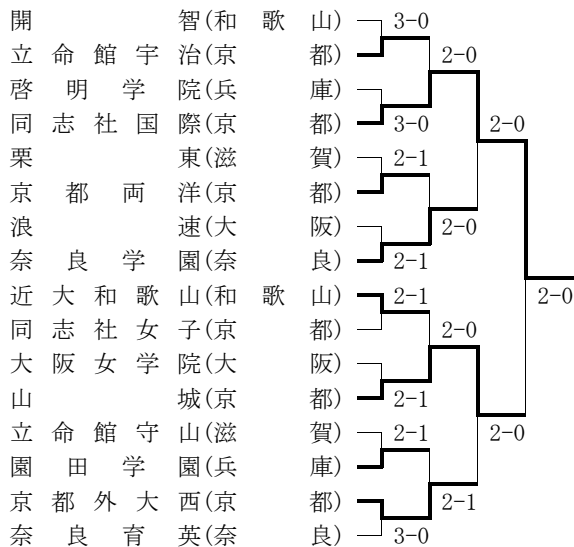 開智(和歌山) 3-0
立命館宇治(京都) 2-0
啓明学院(兵庫)
同志社国際(京都) 3-0 2-0
栗東(滋賀) 2-1
京都両洋(京都)
浪速(大阪) 2-0
奈良学園(奈良) 2-1
近大和歌山(和歌山) 2-1 2-0
同志社女子(京都) 2-0
大阪女学院(大阪)
山城(京都) 2-1
立命館守山(滋賀) 2-1 2-0
園田学園(兵庫)
京都外大西(京都) 2-1
奈良育英(奈良) 3-0